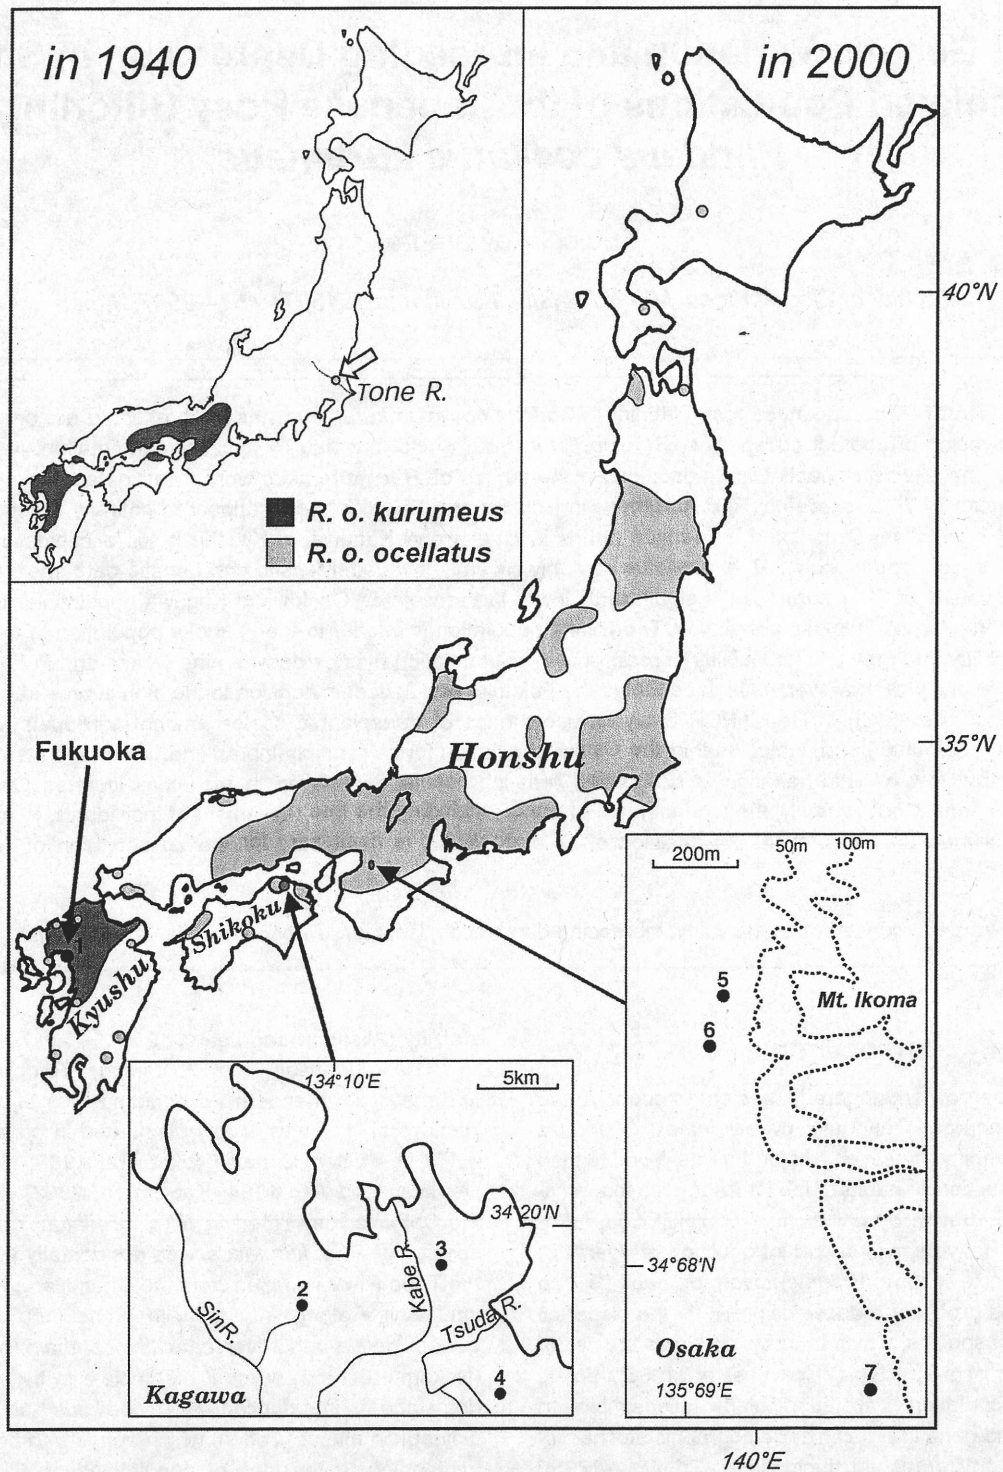 in 1940
in 2000
40°N
Tone R.
R. o. kurumeus
R. o. ocellatus
Honshu
35°N
Fukuoka
1
Shikoku
Kyushu
200m
50m
100m
5
Mt. Ikoma
6
134°10'E
5km
34°20'N
3
34°68'N
2
Kabe R.
Sin R.
Tsuda R.
Osaka
Kagawa
4
135°69'E
7
140°E